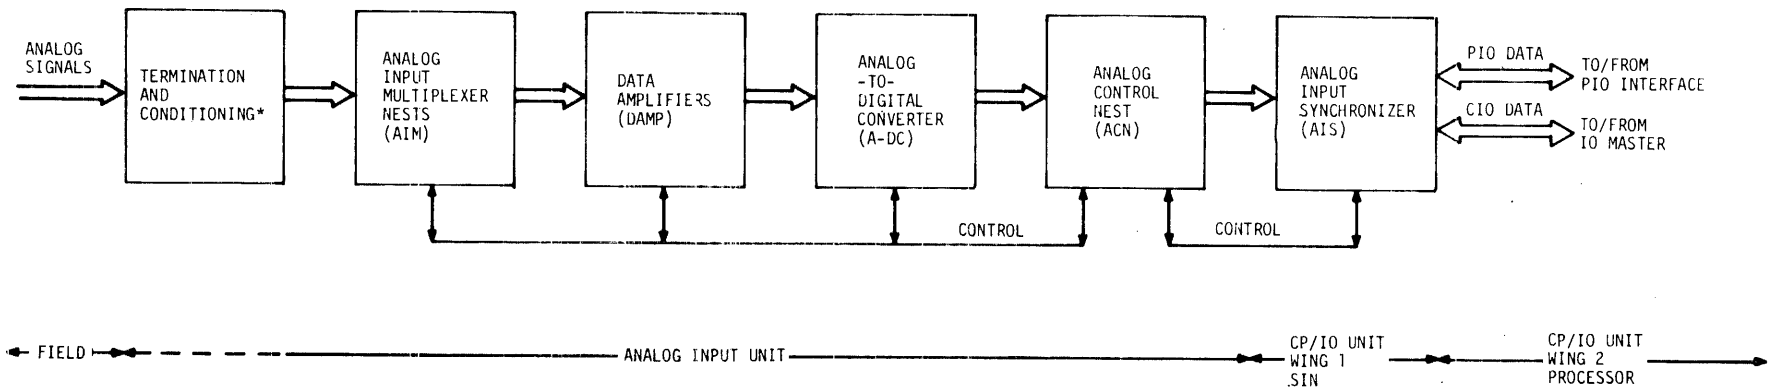 ANALOG
SIGNALS
TERMINATION
AND
CONDITIONING*
ANALOG
INPUT
MULTIPLEXER
NESTS
(AIM)
DATA
AMPLIFIERS
(DAMP)
ANALOG
-TO-
DIGITAL
CONVERTER
(A-DC)
ANALOG
CONTROL
NEST
(ACN)
ANALOG
INPUT
SYNCHRONIZER
(AIS)
PIO DATA
TO/FROM
PIO INTERFACE
CIO DATA
TO/FROM
IO MASTER
CONTROL
CONTROL
FIELD
ANALOG INPUT UNIT
CP/IO UNIT
WING 1
SIN
CP/IO UNIT
WING 2
PROCESSOR